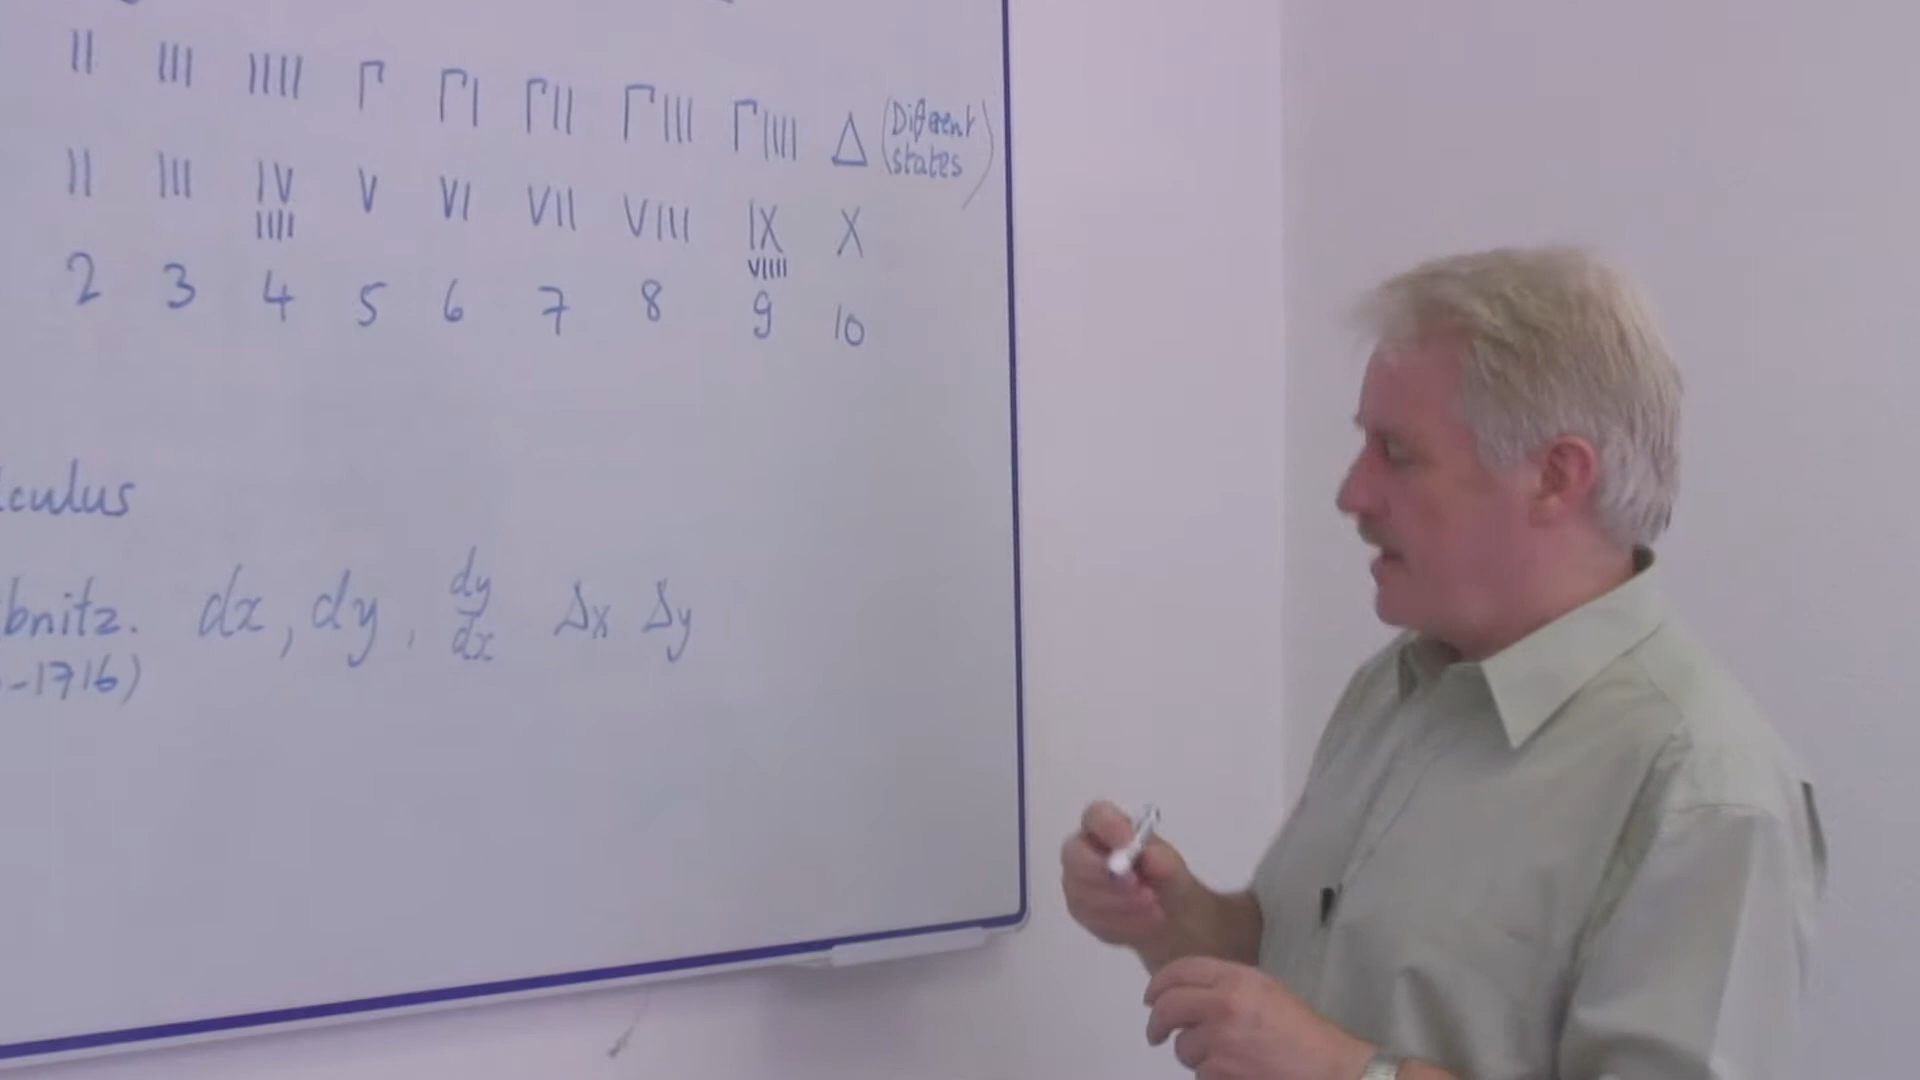 II III IIII Γ ΓI ΓII ΓIII ΓIIII Δ (Different
states)
II III IV V VI VII VIII IX X
IIII VIIII
2 3 4 5 6 7 8 9 10
lculus
bnitz. dx, dy, dy/dx Δx Δy
-1716)